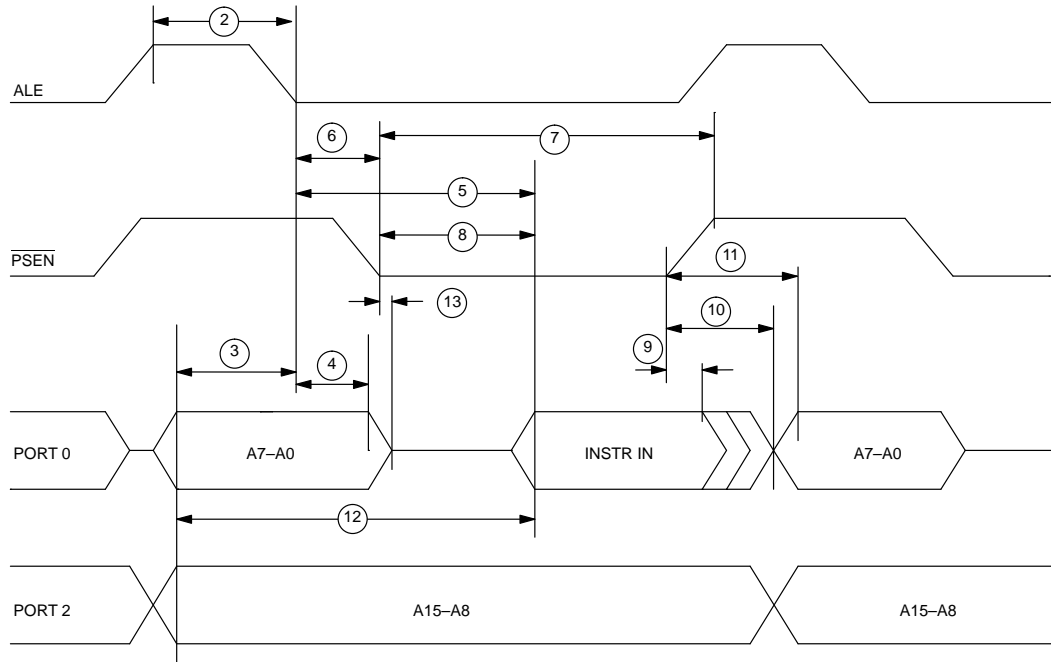 2
ALE
6
7
5
8
PSEN
11
13
10
9
3
4
PORT 0
A7–A0
INSTR IN
A7–A0
12
PORT 2
A15–A8
A15–A8